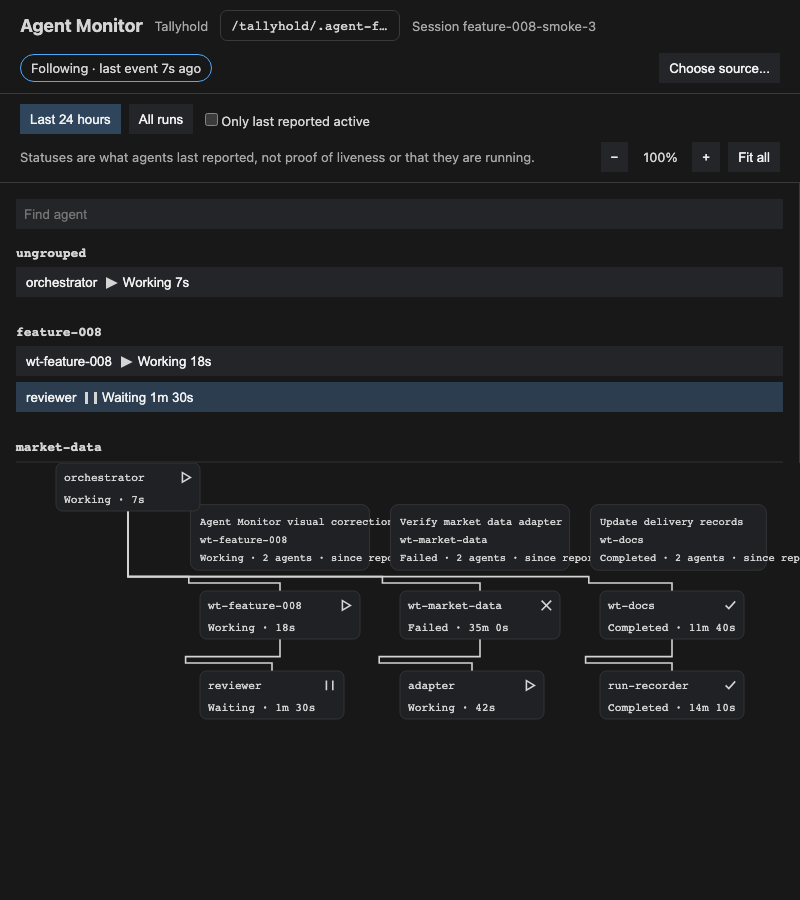 Agent Monitor Tallyhold /tallyhold/.agent-f… Session feature-008-smoke-3
Following · last event 7s ago Choose source...
Last 24 hours All runs Only last reported active
Statuses are what agents last reported, not proof of liveness or that they are running. − 100% + Fit all
Find agent
ungrouped
orchestrator ▶ Working 7s
feature-008
wt-feature-008 ▶ Working 18s
reviewer ❙❙ Waiting 1m 30s
market-data
orchestrator
Working · 7s
Agent Monitor visual correction
wt-feature-008
Working · 2 agents · since repo
Verify market data adapter
wt-market-data
Failed · 2 agents · since repor
Update delivery records
wt-docs
Completed · 2 agents · since rep
wt-feature-008
Working · 18s
wt-market-data
Failed · 35m 0s
wt-docs
Completed · 11m 40s
reviewer
Waiting · 1m 30s
adapter
Working · 42s
run-recorder
Completed · 14m 10s